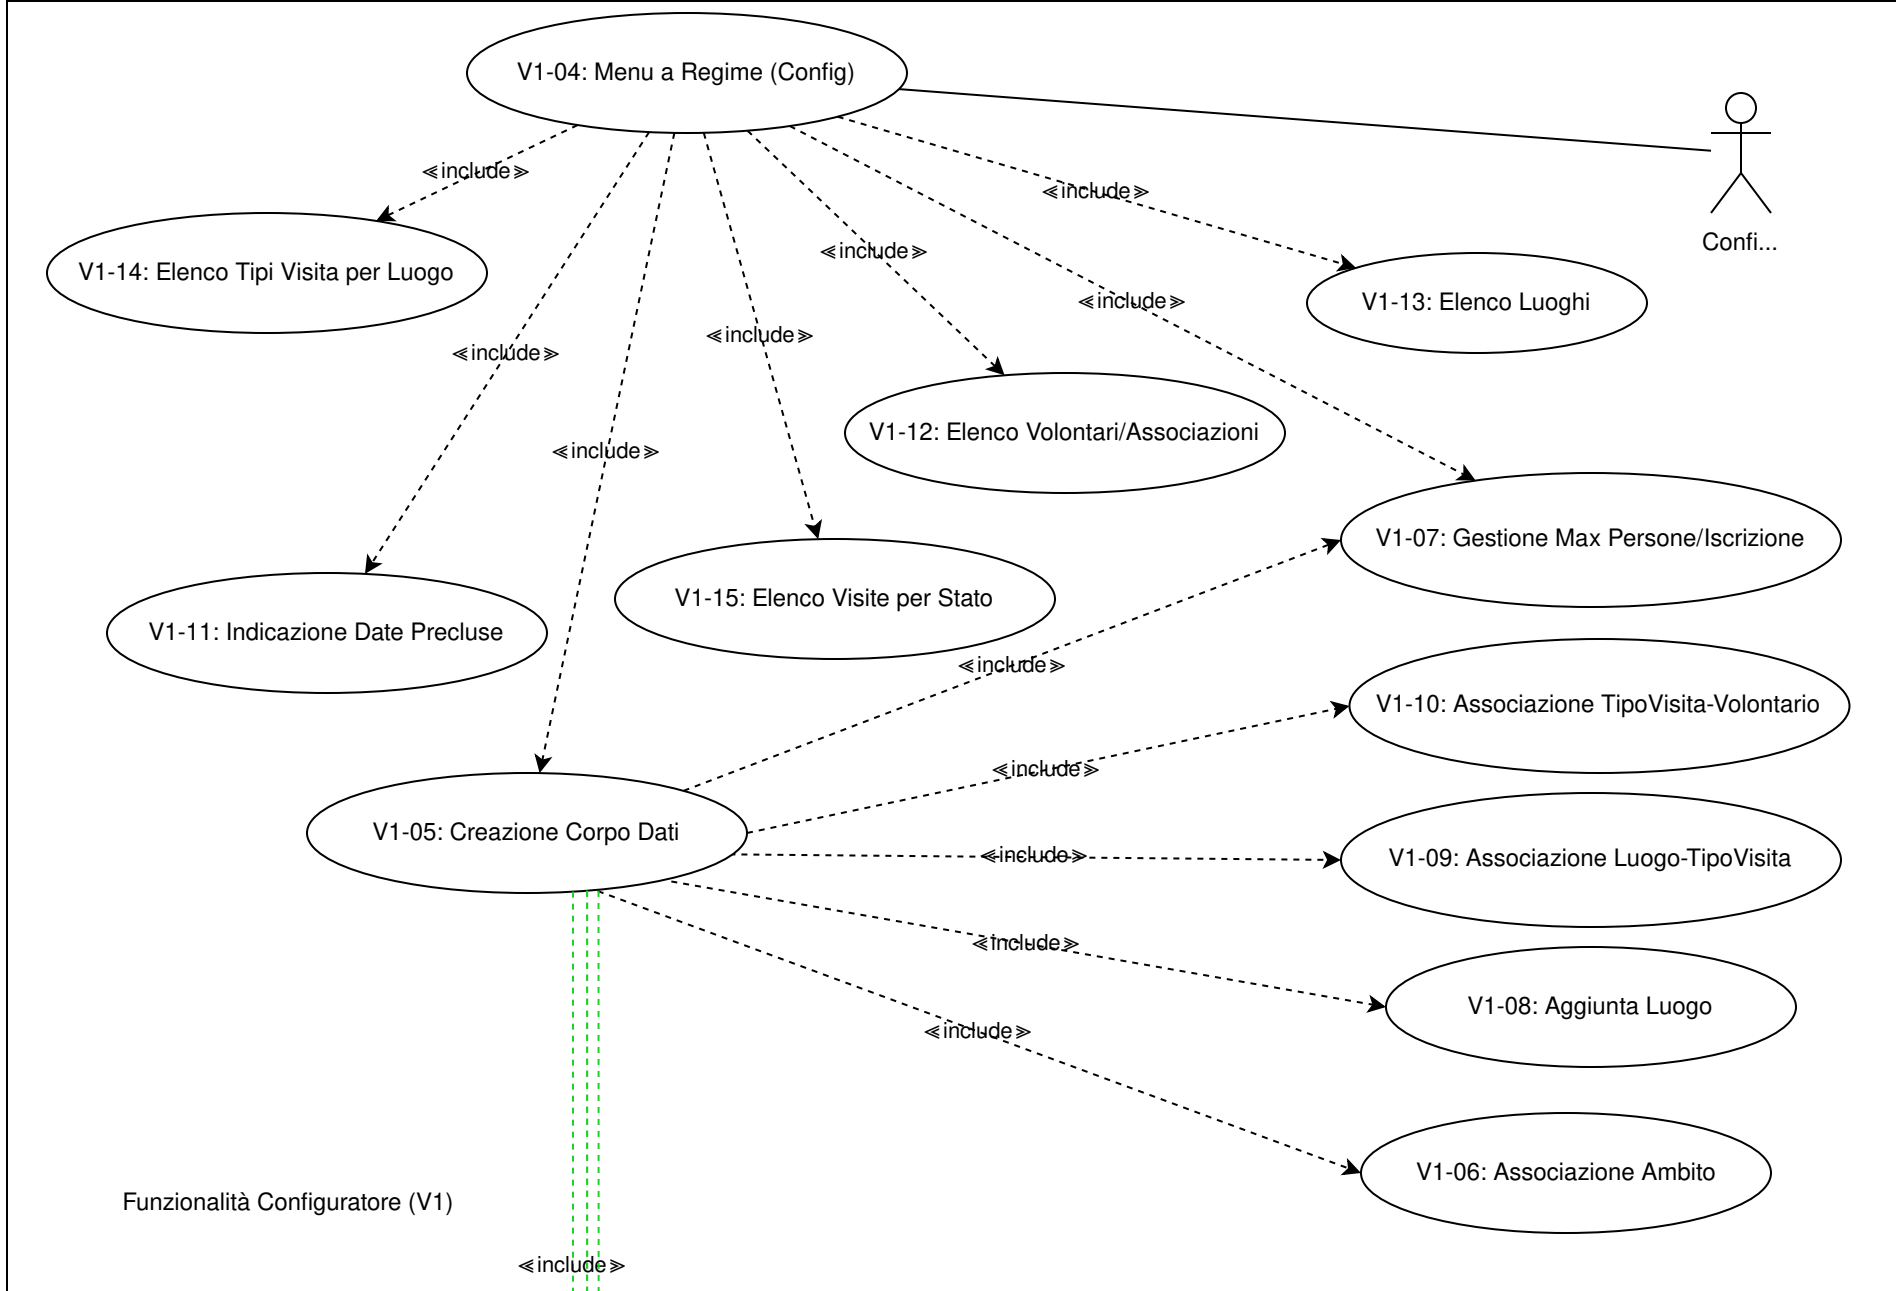 V1-04: Menu a Regime (Config)
≪include≫
≪include≫
Confi...
≪include≫
V1-14: Elenco Tipi Visita per Luogo
≪include≫
V1-13: Elenco Luoghi
≪include≫
≪include≫
V1-12: Elenco Volontari/Associazioni
≪include≫
V1-07: Gestione Max Persone/Iscrizione
V1-15: Elenco Visite per Stato
V1-11: Indicazione Date Precluse
≪include≫
V1-10: Associazione TipoVisita-Volontario
≪include≫
V1-05: Creazione Corpo Dati
≪include≫
V1-09: Associazione Luogo-TipoVisita
≪include≫
V1-08: Aggiunta Luogo
≪include≫
V1-06: Associazione Ambito
Funzionalità Configuratore (V1)
≪include≫